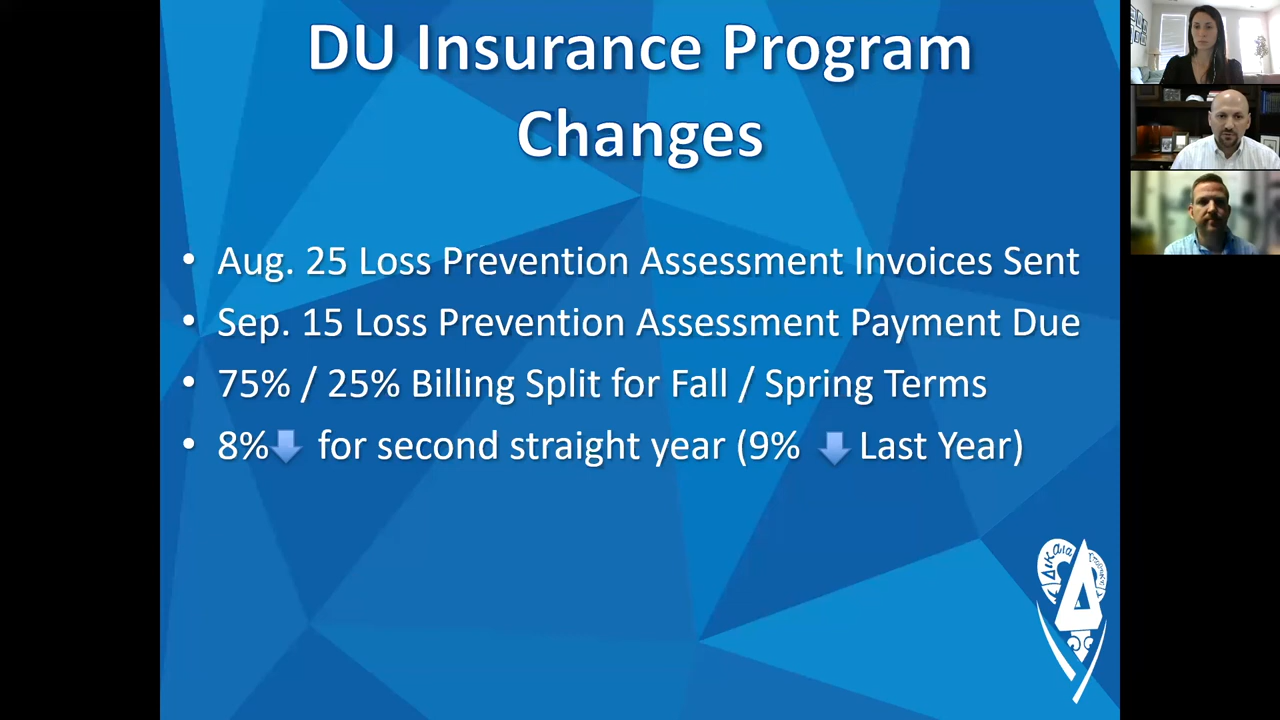 DU Insurance Program
Changes
• Aug. 25 Loss Prevention Assessment Invoices Sent
• Sep. 15 Loss Prevention Assessment Payment Due
• 75% / 25% Billing Split for Fall / Spring Terms
• 8% for second straight year (9% Last Year)
Δικαια